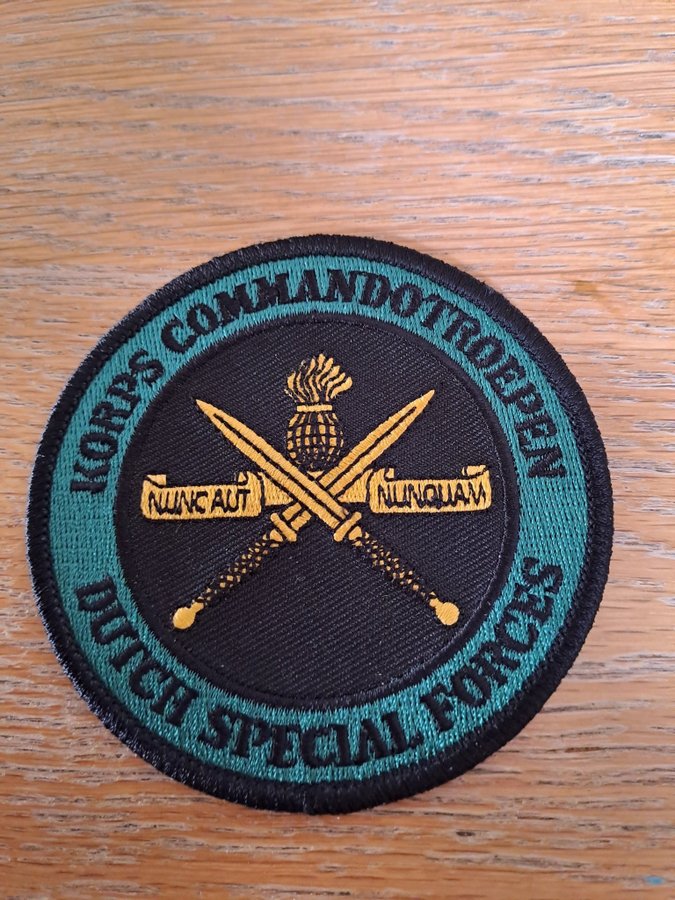 KORPS COMMANDOTROEPEN
NUNC AUT NUNQUAM
DUTCH SPECIAL FORCES